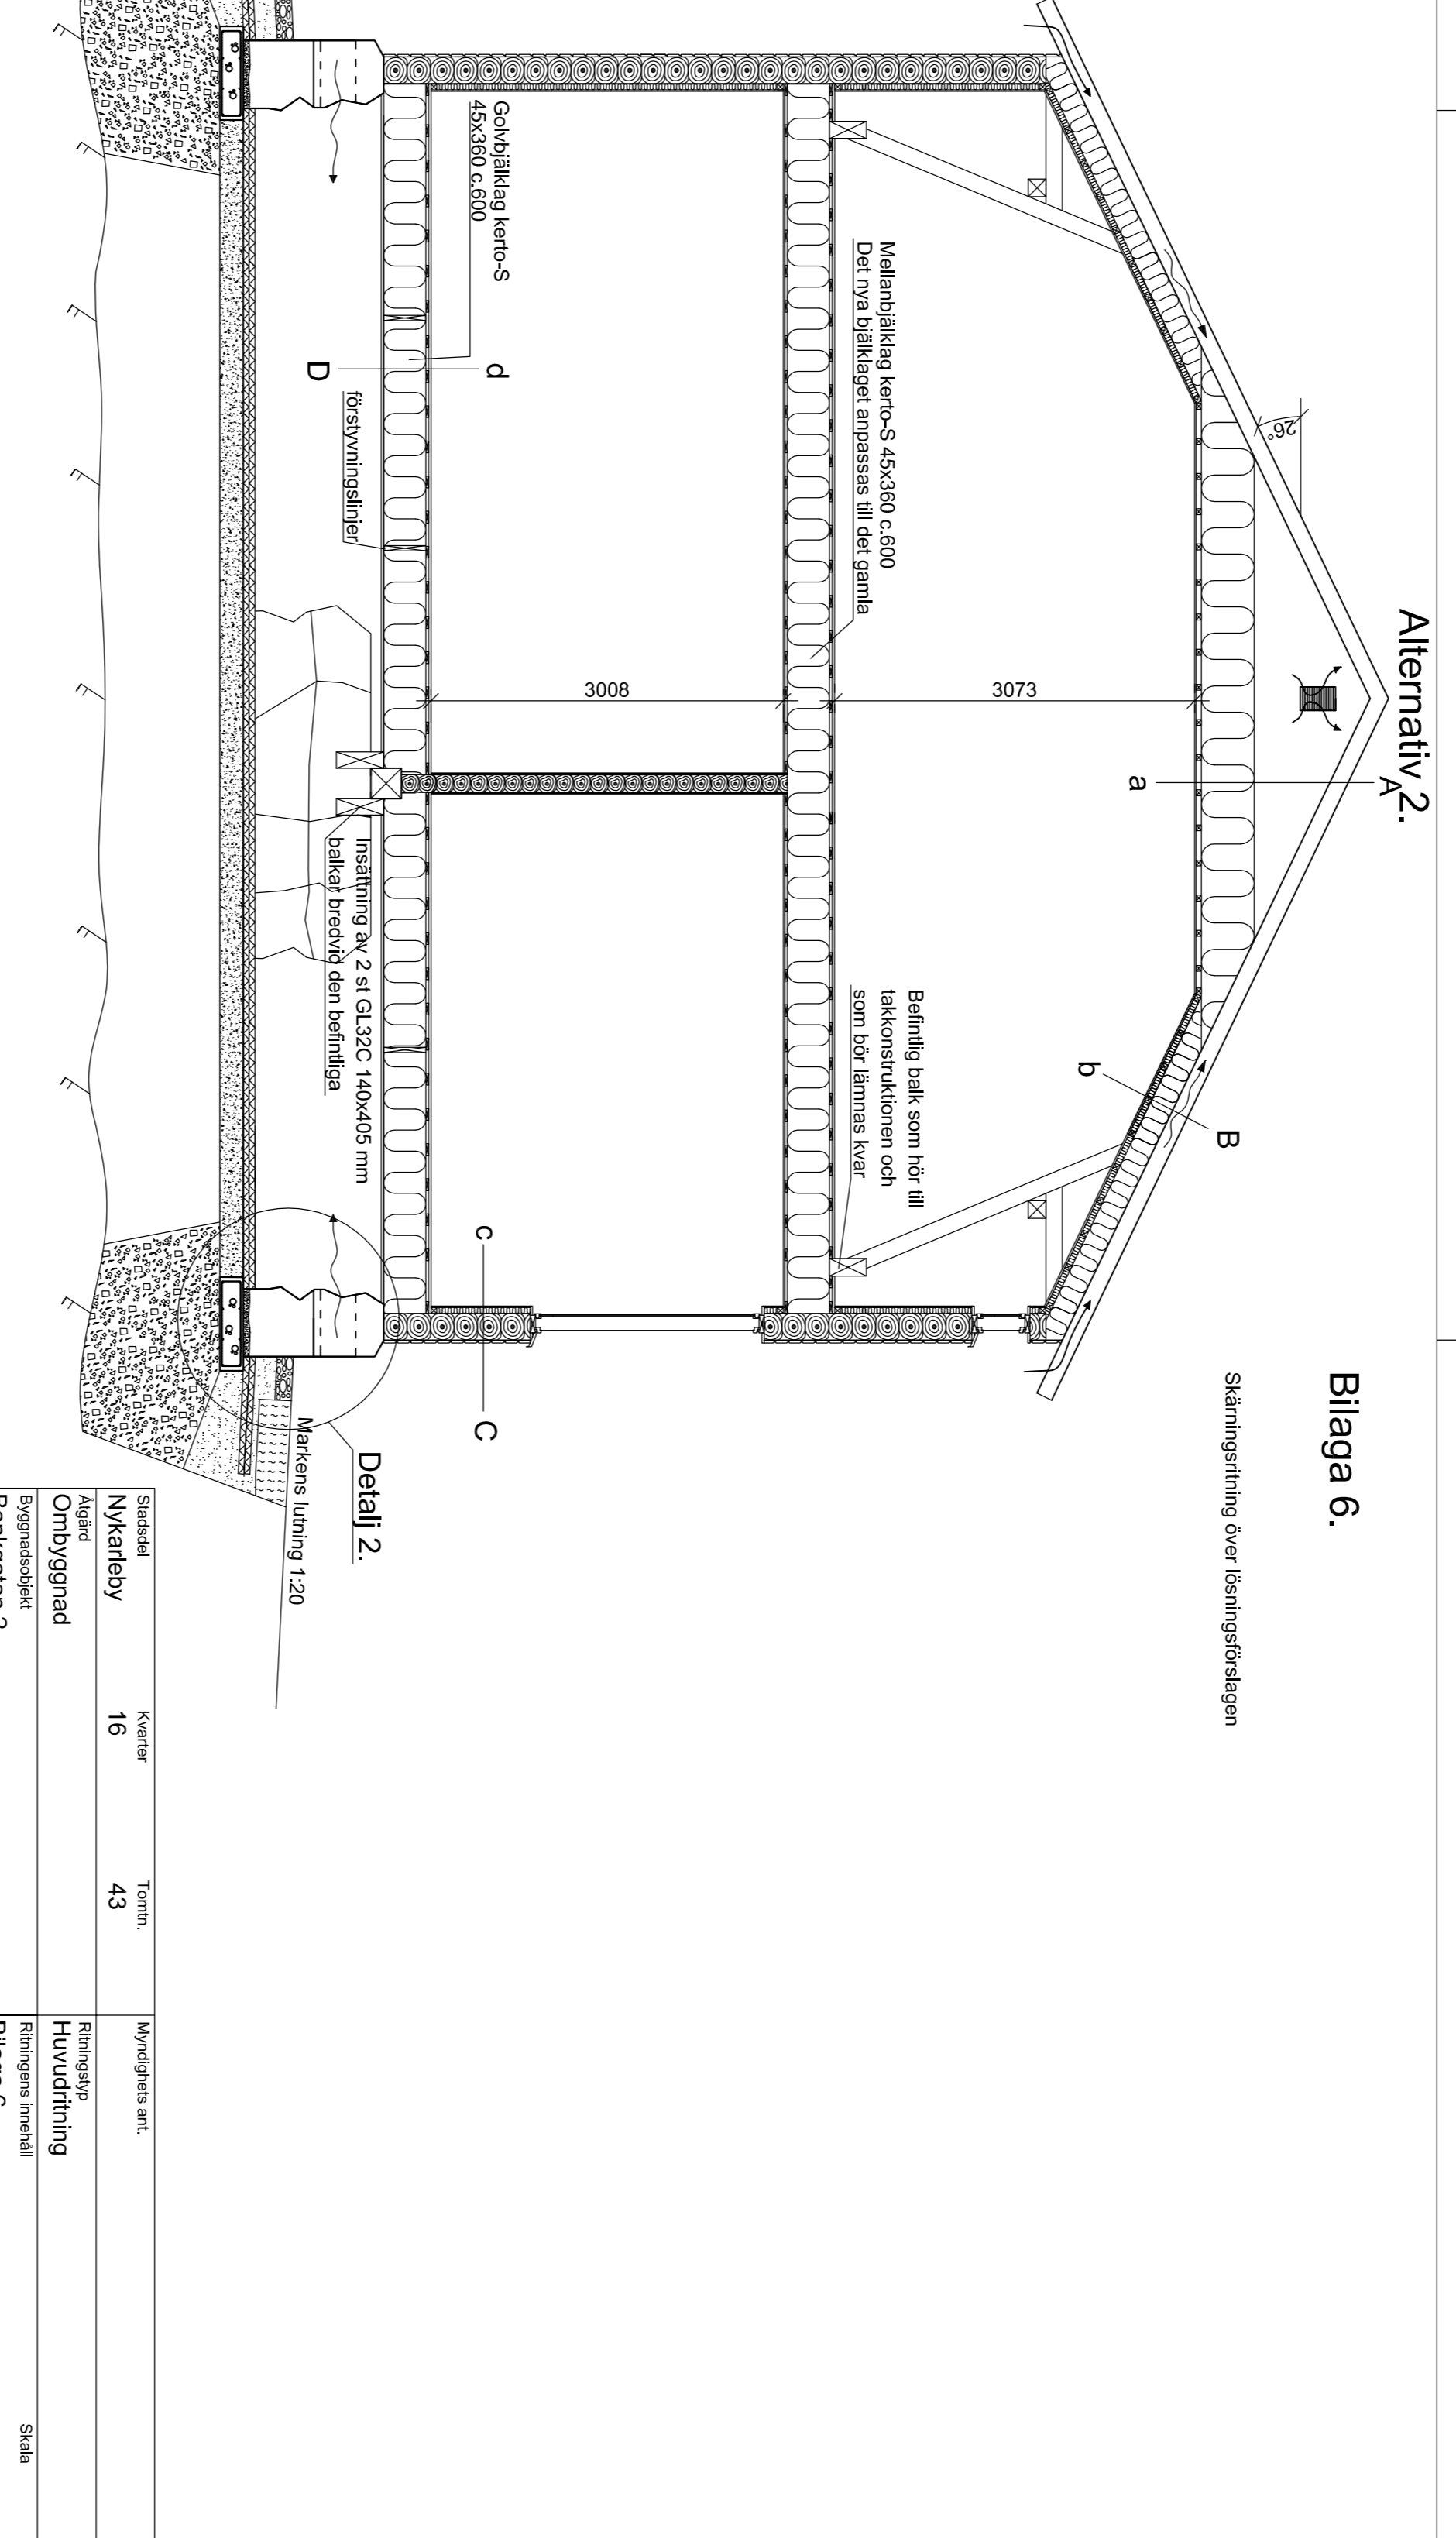 Bilaga 6.
Skärningsritning över lösningsförslagen
Alternativ 2.
A
a
26°
B
b
3073
3008
Befintlig balk som hör till
takkonstruktionen och
som bör lämnas kvar
Mellanbjälklag kerto-S 45x360 c.600
Det nya bjälklaget anpassas till det gamla
Golvbjälklag kerto-S
45x360 c.600
c
C
d
D
förstyvningslinjer
Insättning av 2 st GL32C 140x405 mm
balkar bredvid den befintliga
Detalj 2.
Markens lutning 1:20
Stadsdel
Nykarleby
Kvarter
16
Tomtn.
43
Myndighets ant.
Åtgärd
Ombyggnad
Ritningstyp
Huvudritning
Byggnadsobjekt
Ritningens innehåll
Skala